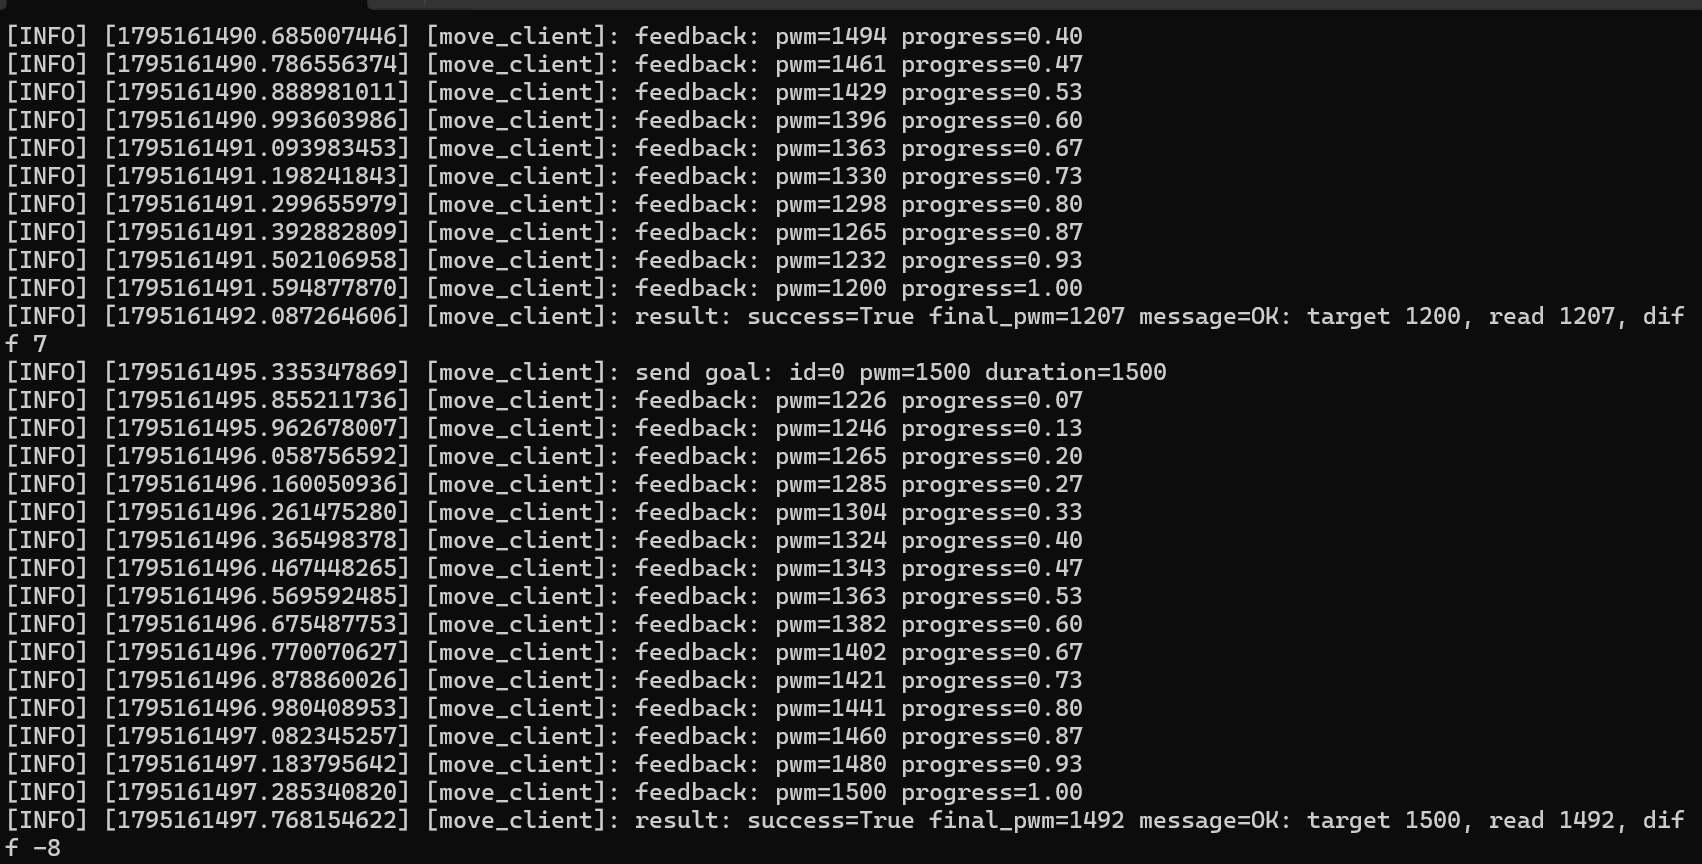 [INFO] [1795161490.685007446] [move_client]: feedback: pwm=1494 progress=0.40
[INFO] [1795161490.786556374] [move_client]: feedback: pwm=1461 progress=0.47
[INFO] [1795161490.888981011] [move_client]: feedback: pwm=1429 progress=0.53
[INFO] [1795161490.993603986] [move_client]: feedback: pwm=1396 progress=0.60
[INFO] [1795161491.093983453] [move_client]: feedback: pwm=1363 progress=0.67
[INFO] [1795161491.198241843] [move_client]: feedback: pwm=1330 progress=0.73
[INFO] [1795161491.299655979] [move_client]: feedback: pwm=1298 progress=0.80
[INFO] [1795161491.392882809] [move_client]: feedback: pwm=1265 progress=0.87
[INFO] [1795161491.502106958] [move_client]: feedback: pwm=1232 progress=0.93
[INFO] [1795161491.594877870] [move_client]: feedback: pwm=1200 progress=1.00
[INFO] [1795161492.087264606] [move_client]: result: success=True final_pwm=1207 message=OK: target 1200, read 1207, dif
f 7
[INFO] [1795161495.335347869] [move_client]: send goal: id=0 pwm=1500 duration=1500
[INFO] [1795161495.855211736] [move_client]: feedback: pwm=1226 progress=0.07
[INFO] [1795161495.962678007] [move_client]: feedback: pwm=1246 progress=0.13
[INFO] [1795161496.058756592] [move_client]: feedback: pwm=1265 progress=0.20
[INFO] [1795161496.160050936] [move_client]: feedback: pwm=1285 progress=0.27
[INFO] [1795161496.261475280] [move_client]: feedback: pwm=1304 progress=0.33
[INFO] [1795161496.365498378] [move_client]: feedback: pwm=1324 progress=0.40
[INFO] [1795161496.467448265] [move_client]: feedback: pwm=1343 progress=0.47
[INFO] [1795161496.569592485] [move_client]: feedback: pwm=1363 progress=0.53
[INFO] [1795161496.675487753] [move_client]: feedback: pwm=1382 progress=0.60
[INFO] [1795161496.770070627] [move_client]: feedback: pwm=1402 progress=0.67
[INFO] [1795161496.878860026] [move_client]: feedback: pwm=1421 progress=0.73
[INFO] [1795161496.980408953] [move_client]: feedback: pwm=1441 progress=0.80
[INFO] [1795161497.082345257] [move_client]: feedback: pwm=1460 progress=0.87
[INFO] [1795161497.183795642] [move_client]: feedback: pwm=1480 progress=0.93
[INFO] [1795161497.285340820] [move_client]: feedback: pwm=1500 progress=1.00
[INFO] [1795161497.768154622] [move_client]: result: success=True final_pwm=1492 message=OK: target 1500, read 1492, dif
f -8